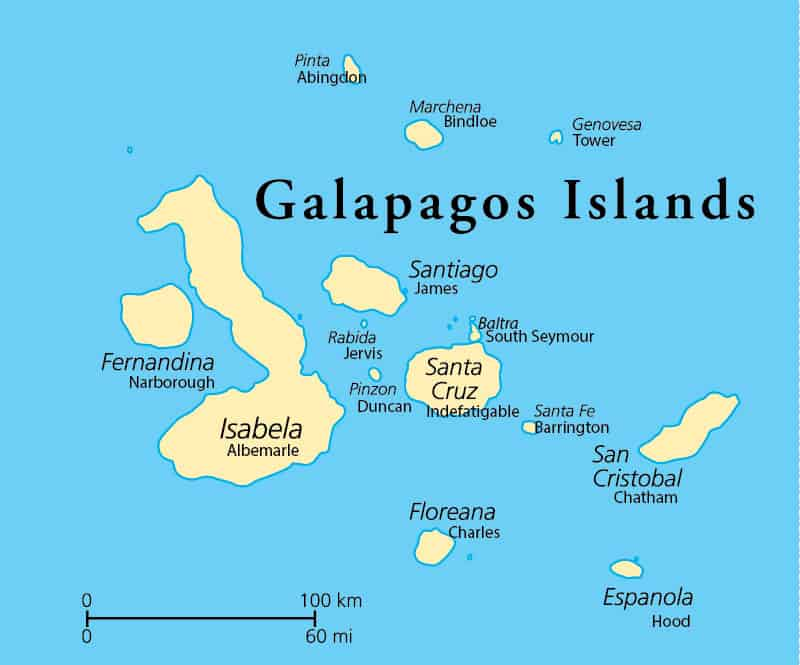 Pinta
Abingdon
Marchena
Bindloe
Genovesa
Tower
Galapagos Islands
Santiago
James
Baltra
South Seymour
Rabida
Jervis
Fernandina
Narborough
Santa
Cruz
Indefatigable
Pinzon
Duncan
Santa Fe
Barrington
Isabela
Albemarle
San
Cristobal
Chatham
Floreana
Charles
Espanola
Hood
0 100 km
0 60 mi